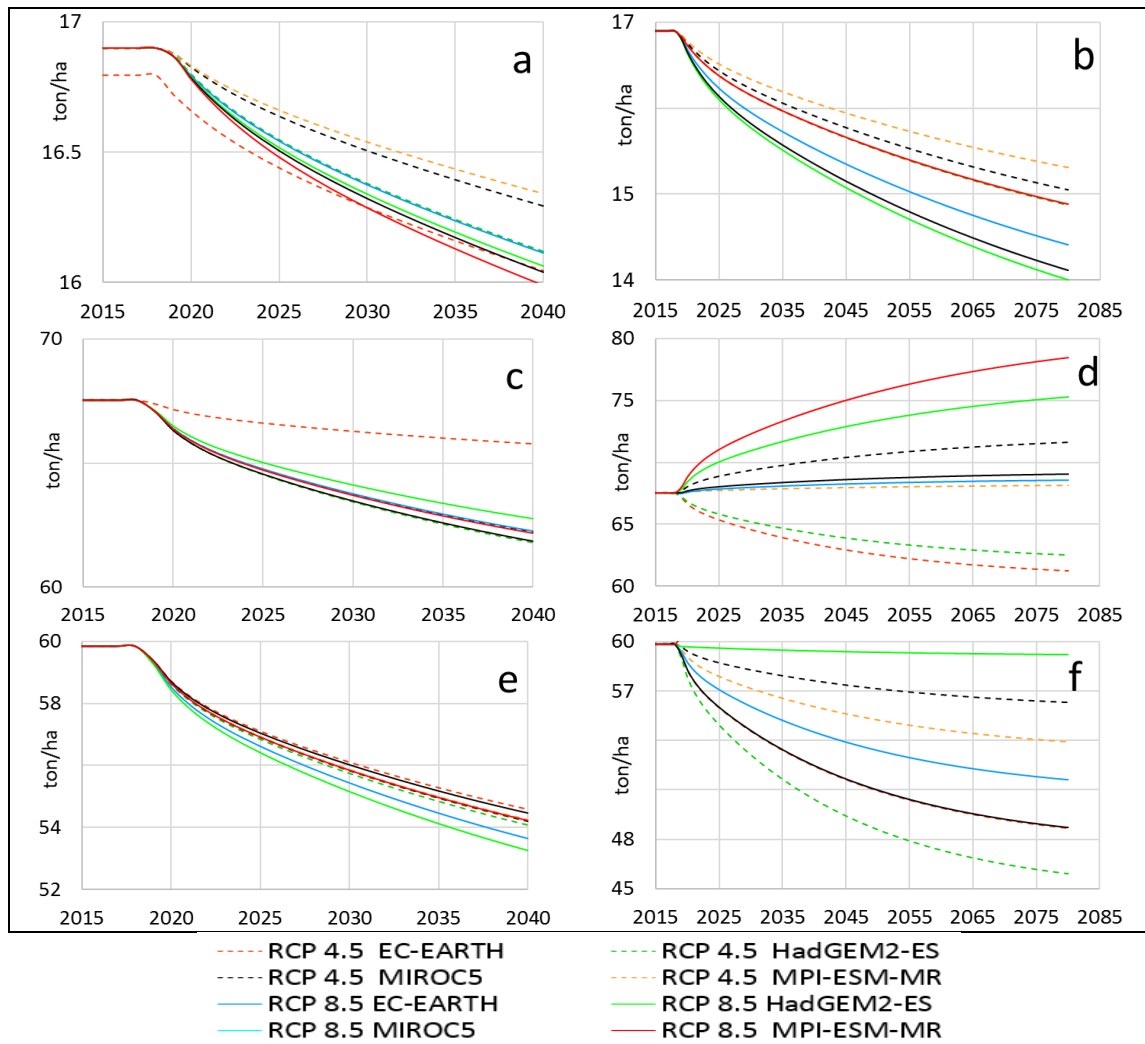 17
16.5
16
ton/ha
a
2015 2020 2025 2030 2035 2040
17
15
14
ton/ha
b
2015 2025 2035 2045 2055 2065 2075 2085
70
60
ton/ha
c
2015 2020 2025 2030 2035 2040
80
75
65
60
ton/ha
d
2015 2025 2035 2045 2055 2065 2075 2085
60
58
54
52
ton/ha
e
2015 2020 2025 2030 2035 2040
60
57
48
45
ton/ha
f
2015 2025 2035 2045 2055 2065 2075 2085
RCP 4.5 EC-EARTH
RCP 4.5 HadGEM2-ES
RCP 4.5 MIROC5
RCP 4.5 MPI-ESM-MR
RCP 8.5 EC-EARTH
RCP 8.5 HadGEM2-ES
RCP 8.5 MIROC5
RCP 8.5 MPI-ESM-MR